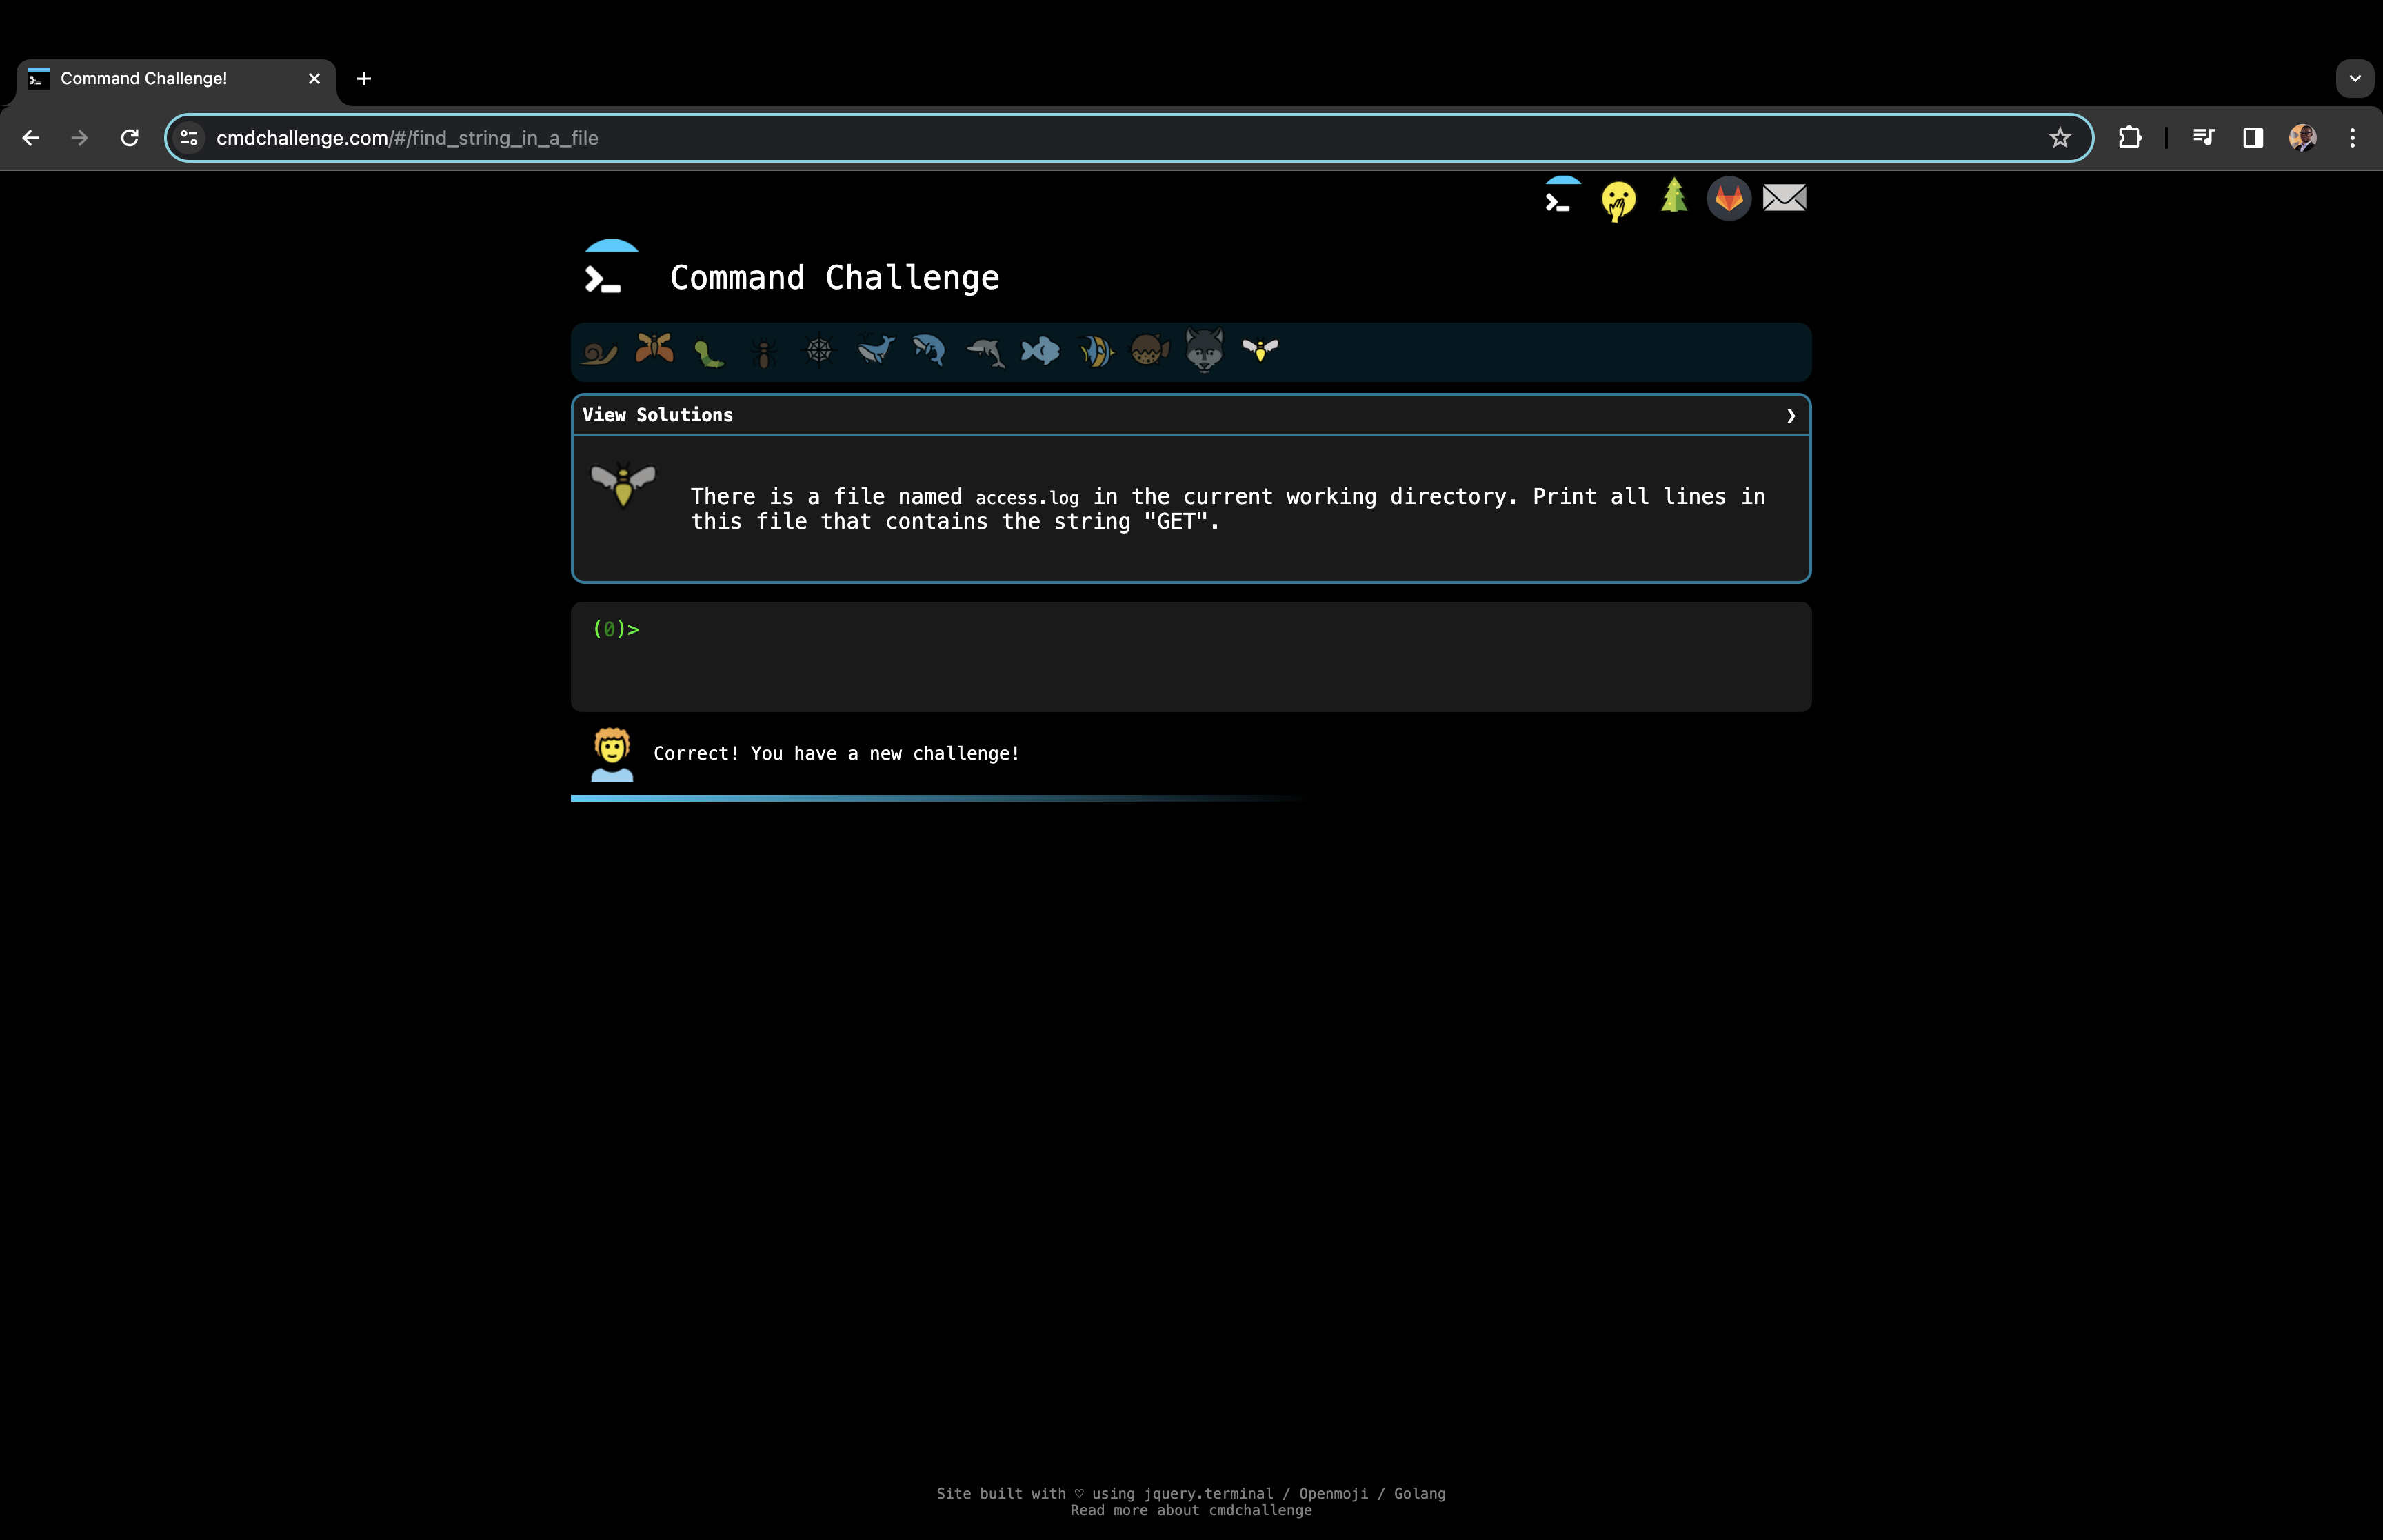 Command Challenge!
cmdchallenge.com/#/find_string_in_a_file
Command Challenge
View Solutions
There is a file named access.log in the current working directory. Print all lines in
this file that contains the string "GET".
(0)>
Correct! You have a new challenge!
Site built with ♡ using jquery.terminal / Openmoji / Golang
Read more about cmdchallenge